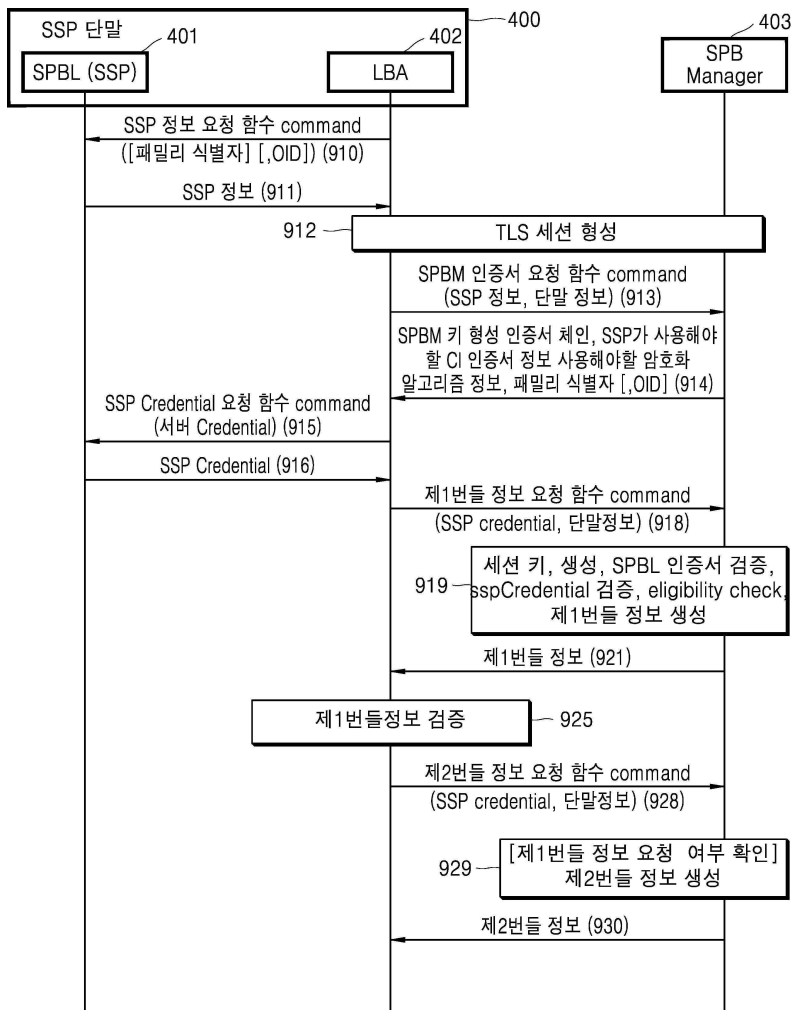 SSP 단말
400
401
402
403
SPBL (SSP)
LBA
SPB
Manager
SSP 정보 요청 함수 command
([패밀리 식별자] [,OID]) (910)
SSP 정보 (911)
912
TLS 세션 형성
SPBM 인증서 요청 함수 command
(SSP 정보, 단말 정보) (913)
SPBM 키 형성 인증서 체인, SSP가 사용해야
할 CI 인증서 정보 사용해야할 암호화
알고리즘 정보, 패밀리 식별자 [,OID] (914)
SSP Credential 요청 함수 command
(서버 Credential) (915)
SSP Credential (916)
제1번들 정보 요청 함수 command
(SSP credential, 단말정보) (918)
919
세션 키, 생성, SPBL 인증서 검증,
sspCredential 검증, eligibility check,
제1번들 정보 생성
제1번들 정보 (921)
제1번들정보 검증
925
제2번들 정보 요청 함수 command
(SSP credential, 단말정보) (928)
929
[제1번들 정보 요청 여부 확인]
제2번들 정보 생성
제2번들 정보 (930)